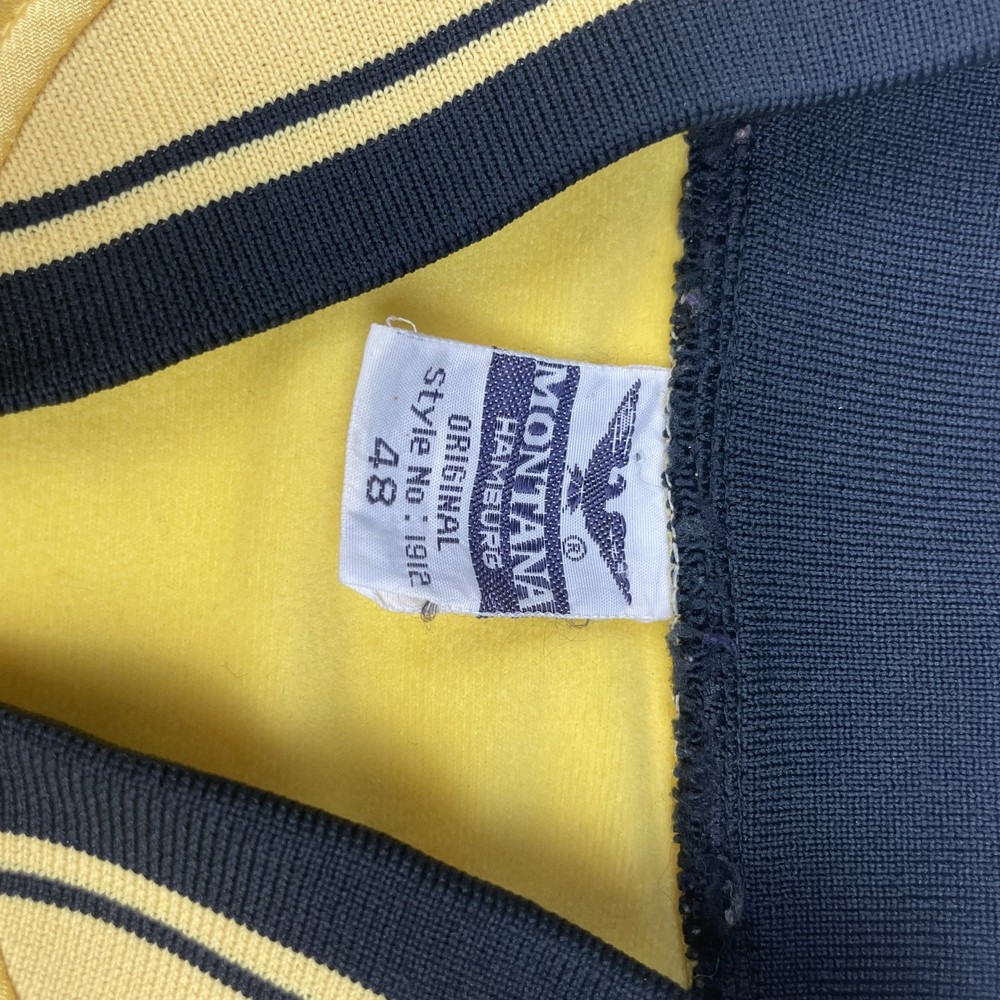 ®
MONTANA
HAMBURG
ORIGINAL
Style No.:1912
48